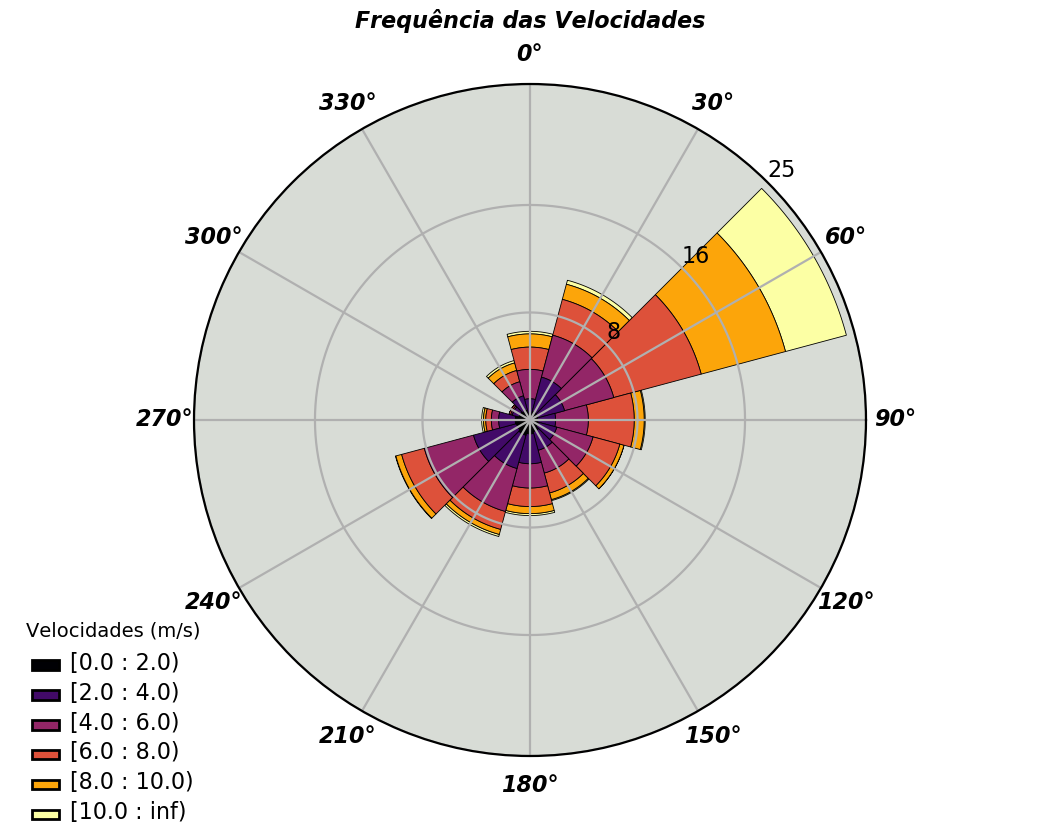 Frequência das Velocidades
0°
330°
30°
25
300°
60°
16
8
270°
90°
240°
120°
210°
150°
180°
Velocidades (m/s)
[0.0 : 2.0)
[2.0 : 4.0)
[4.0 : 6.0)
[6.0 : 8.0)
[8.0 : 10.0)
[10.0 : inf)